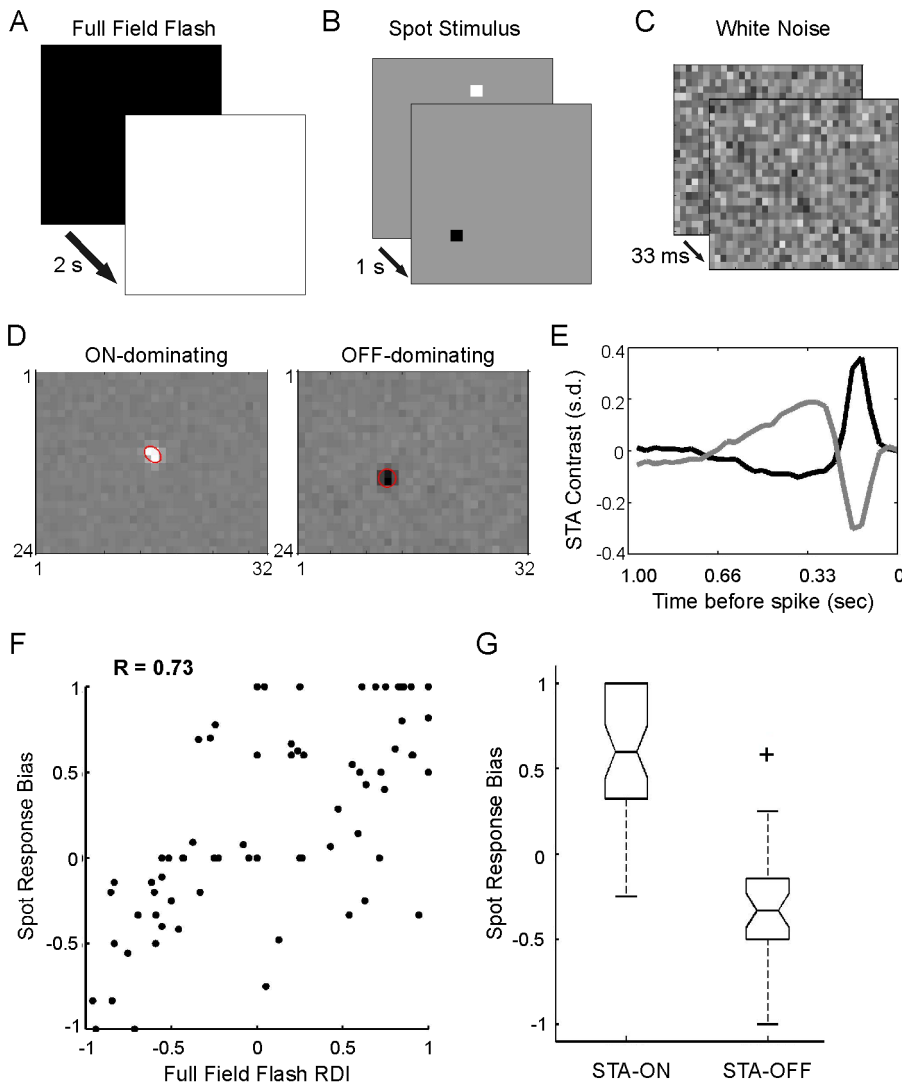 A
Full Field Flash
2 s
B
Spot Stimulus
1 s
C
White Noise
33 ms
D
ON-dominating
1
24
1
32
OFF-dominating
1
24
1
32
E
STA Contrast (s.d.)
0.4
0.2
0
-0.2
-0.4
1.00
0.66
0.33
0
Time before spike (sec)
F
R = 0.73
Spot Response Bias
1
0.5
0
-0.5
-1
-1
-0.5
0
0.5
1
Full Field Flash RDI
G
Spot Response Bias
1
0.5
0
-0.5
-1
STA-ON
STA-OFF